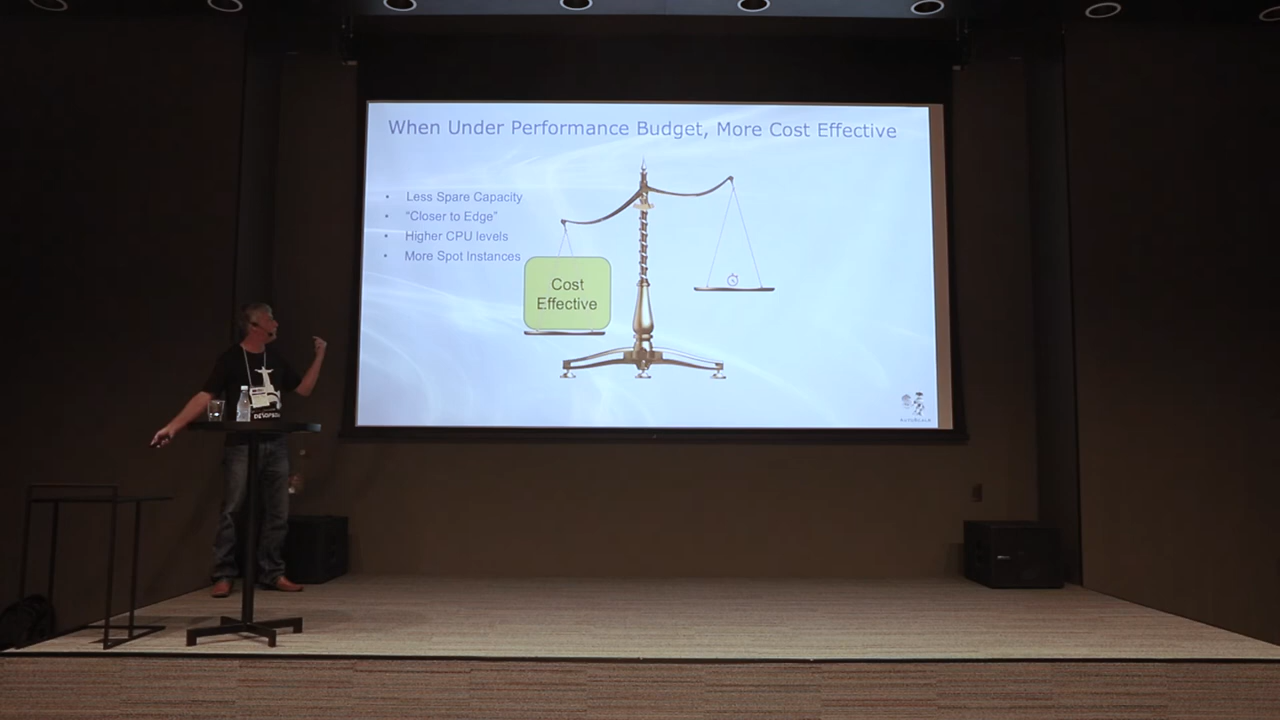 When Under Performance Budget, More Cost Effective
• Less Spare Capacity
• “Closer to Edge”
• Higher CPU levels
• More Spot Instances
Cost
Effective